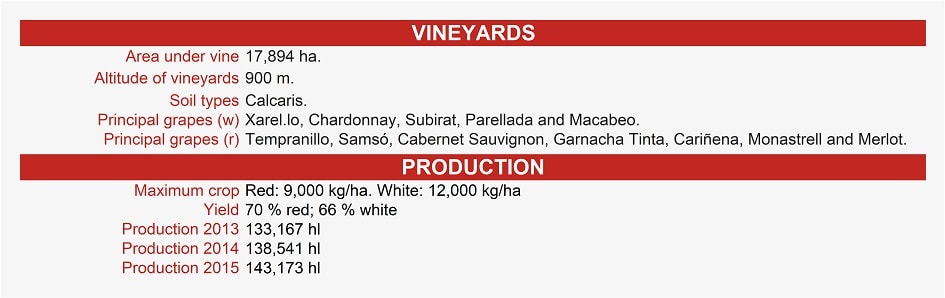 VINEYARDS
Area under vine 17,894 ha.
Altitude of vineyards 900 m.
Soil types Calcaris.
Principal grapes (w) Xarel.lo, Chardonnay, Subirat, Parellada and Macabeo.
Principal grapes (r) Tempranillo, Samsó, Cabernet Sauvignon, Garnacha Tinta, Cariñena, Monastrell and Merlot.
PRODUCTION
Maximum crop Red: 9,000 kg/ha. White: 12,000 kg/ha
Yield 70 % red; 66 % white
Production 2013 133,167 hl
Production 2014 138,541 hl
Production 2015 143,173 hl